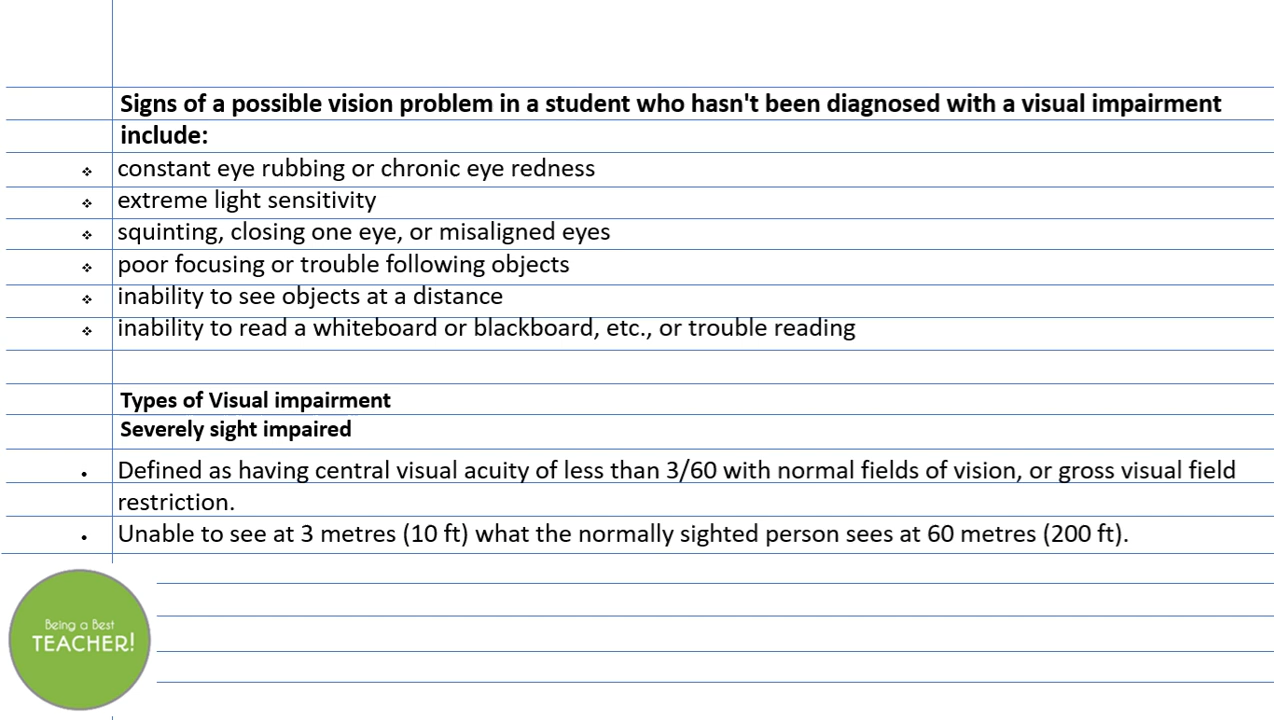 Signs of a possible vision problem in a student who hasn't been diagnosed with a visual impairment
include:
❖ constant eye rubbing or chronic eye redness
❖ extreme light sensitivity
❖ squinting, closing one eye, or misaligned eyes
❖ poor focusing or trouble following objects
❖ inability to see objects at a distance
❖ inability to read a whiteboard or blackboard, etc., or trouble reading
Types of Visual impairment
Severely sight impaired
• Defined as having central visual acuity of less than 3/60 with normal fields of vision, or gross visual field
restriction.
• Unable to see at 3 metres (10 ft) what the normally sighted person sees at 60 metres (200 ft).
Being a Best
TEACHER!